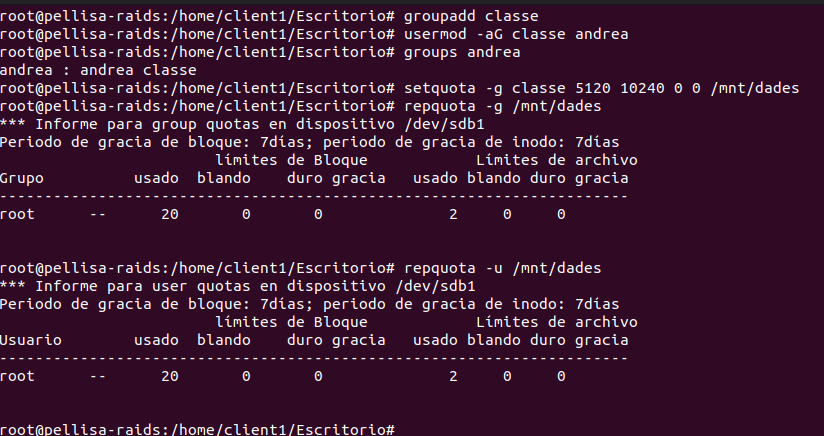 root@pellisa-raids:/home/client1/Escritorio# groupadd classe
root@pellisa-raids:/home/client1/Escritorio# usermod -aG classe andrea
root@pellisa-raids:/home/client1/Escritorio# groups andrea
andrea : andrea classe
root@pellisa-raids:/home/client1/Escritorio# setquota -g classe 5120 10240 0 0 /mnt/dades
root@pellisa-raids:/home/client1/Escritorio# repquota -g /mnt/dades
*** Informe para group quotas en dispositivo /dev/sdb1
Periodo de gracia de bloque: 7días; periodo de gracia de inodo: 7días
                        límites de Bloque            Límites de archivo
Grupo          usado  blando    duro gracia   usado blando duro gracia
----------------------------------------------------------------------
root      --      20       0       0              2     0     0
root@pellisa-raids:/home/client1/Escritorio# repquota -u /mnt/dades
*** Informe para user quotas en dispositivo /dev/sdb1
Periodo de gracia de bloque: 7días; periodo de gracia de inodo: 7días
                        límites de Bloque            Límites de archivo
Usuario        usado  blando    duro gracia   usado blando duro gracia
----------------------------------------------------------------------
root      --      20       0       0              2     0     0
root@pellisa-raids:/home/client1/Escritorio#